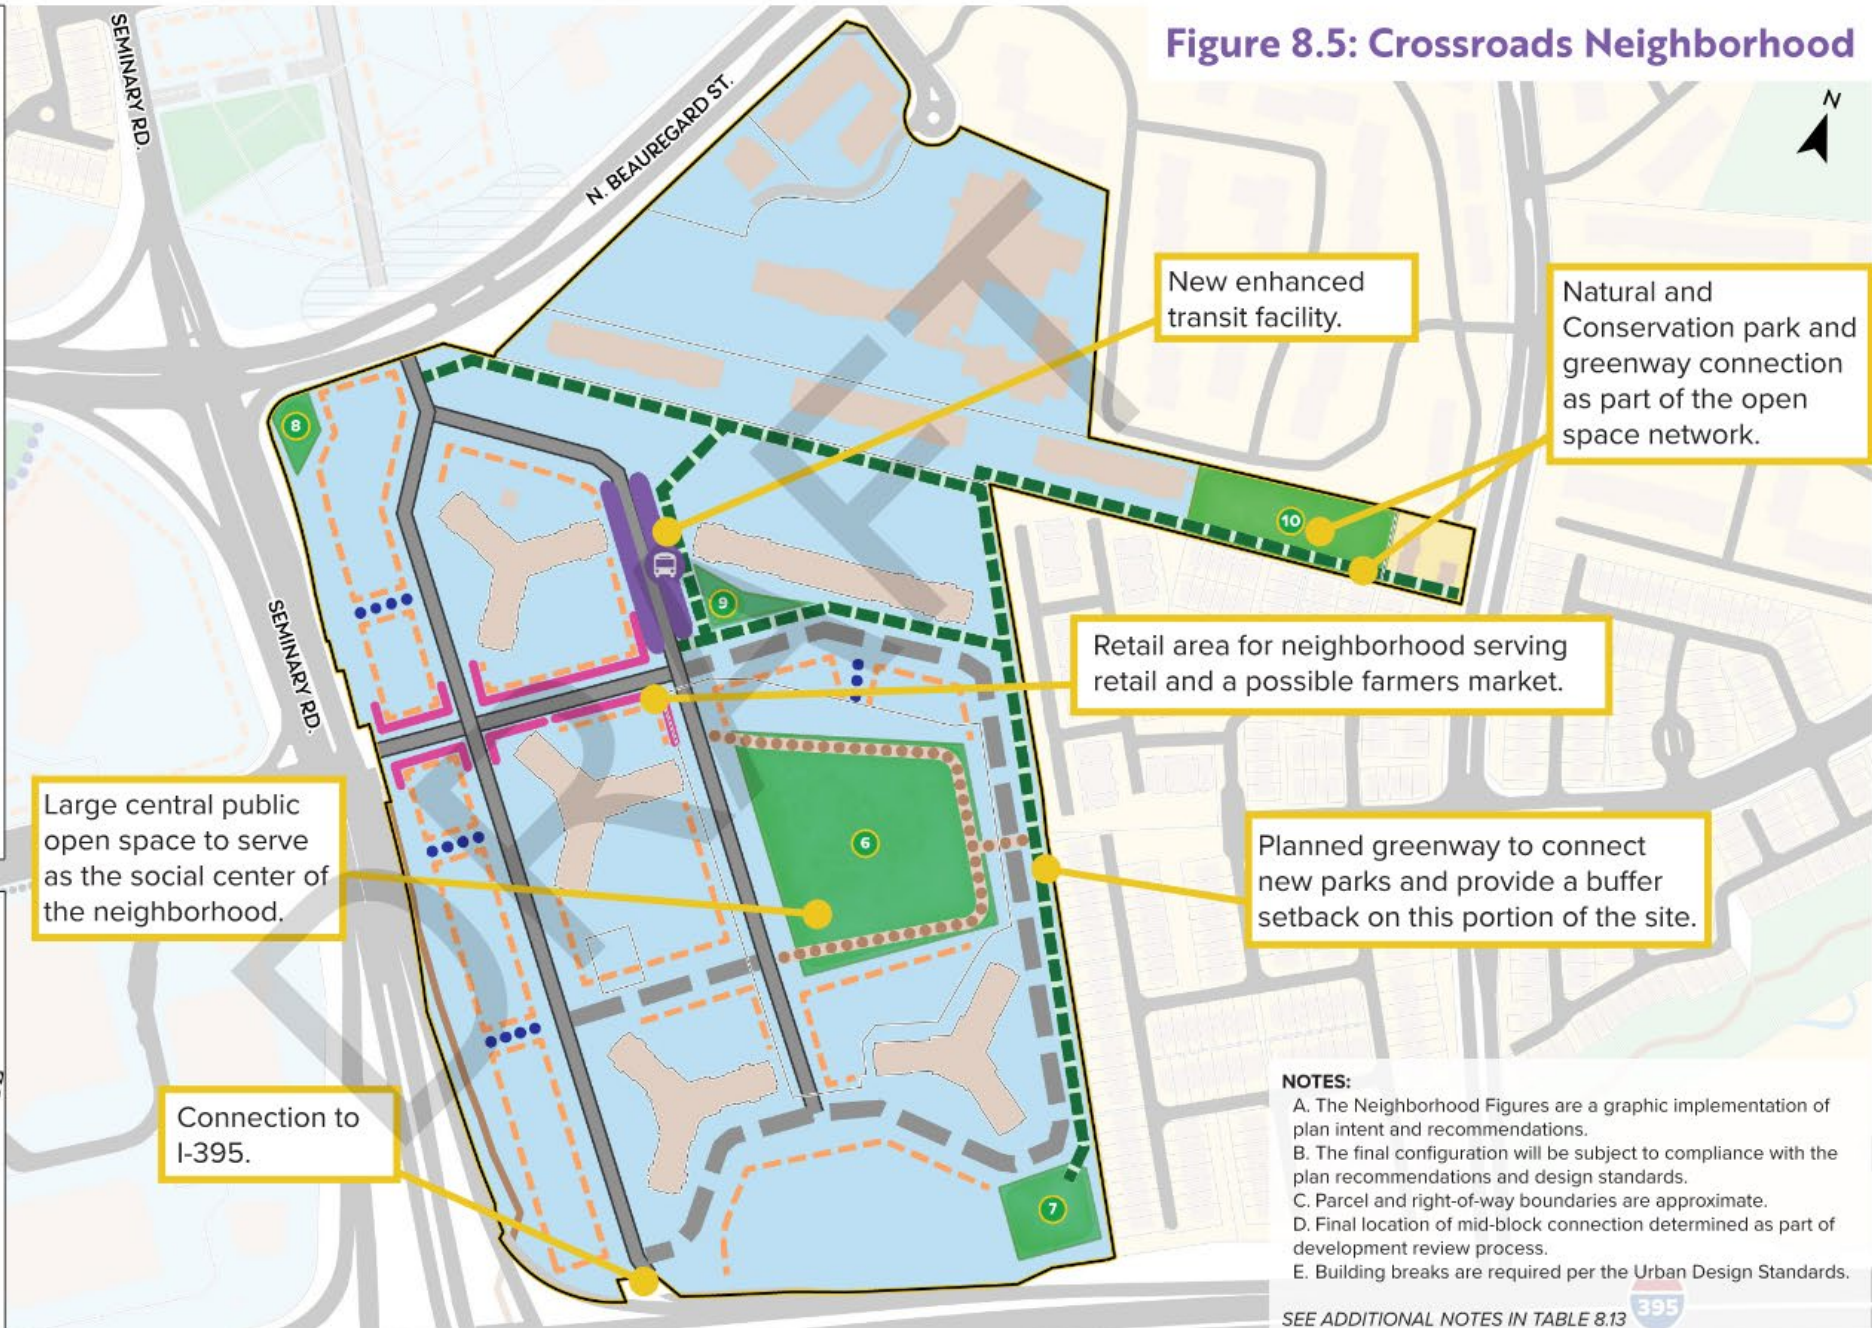 Figure 8.5: Crossroads Neighborhood
SEMINARY RD.
N. BEAUREGARD ST.
N
New enhanced
transit facility.
Natural and
Conservation park and
greenway connection
as part of the open
space network.
8
10
9
SEMINARY RD.
Retail area for neighborhood serving
retail and a possible farmers market.
Large central public
open space to serve
as the social center of
the neighborhood.
6
Planned greenway to connect
new parks and provide a buffer
setback on this portion of the site.
Connection to
I-395.
7
DRAFT
NOTES:
A. The Neighborhood Figures are a graphic implementation of
plan intent and recommendations.
B. The final configuration will be subject to compliance with the
plan recommendations and design standards.
C. Parcel and right-of-way boundaries are approximate.
D. Final location of mid-block connection determined as part of
development review process.
E. Building breaks are required per the Urban Design Standards.
SEE ADDITIONAL NOTES IN TABLE 8.13
395